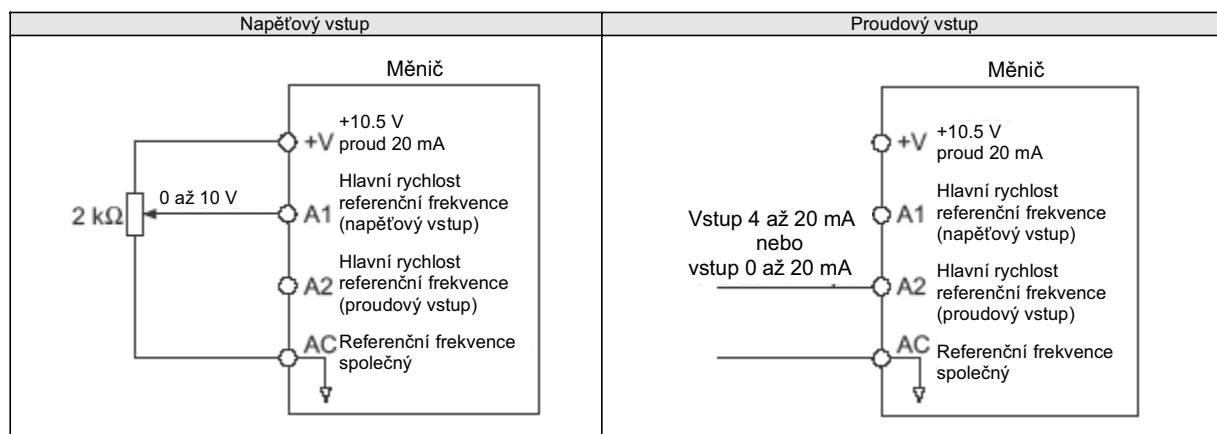 Napěťový vstup
Proudový vstup
Měnič
+V
+10.5 V
proud 20 mA
2 kΩ
0 až 10 V
A1
Hlavní rychlost
referenční frekvence
(napěťový vstup)
A2
Hlavní rychlost
referenční frekvence
(proudový vstup)
AC
Referenční frekvence
společný
Měnič
+V
+10.5 V
proud 20 mA
A1
Hlavní rychlost
referenční frekvence
(napěťový vstup)
Vstup 4 až 20 mA
nebo
vstup 0 až 20 mA
A2
Hlavní rychlost
referenční frekvence
(proudový vstup)
AC
Referenční frekvence
společný